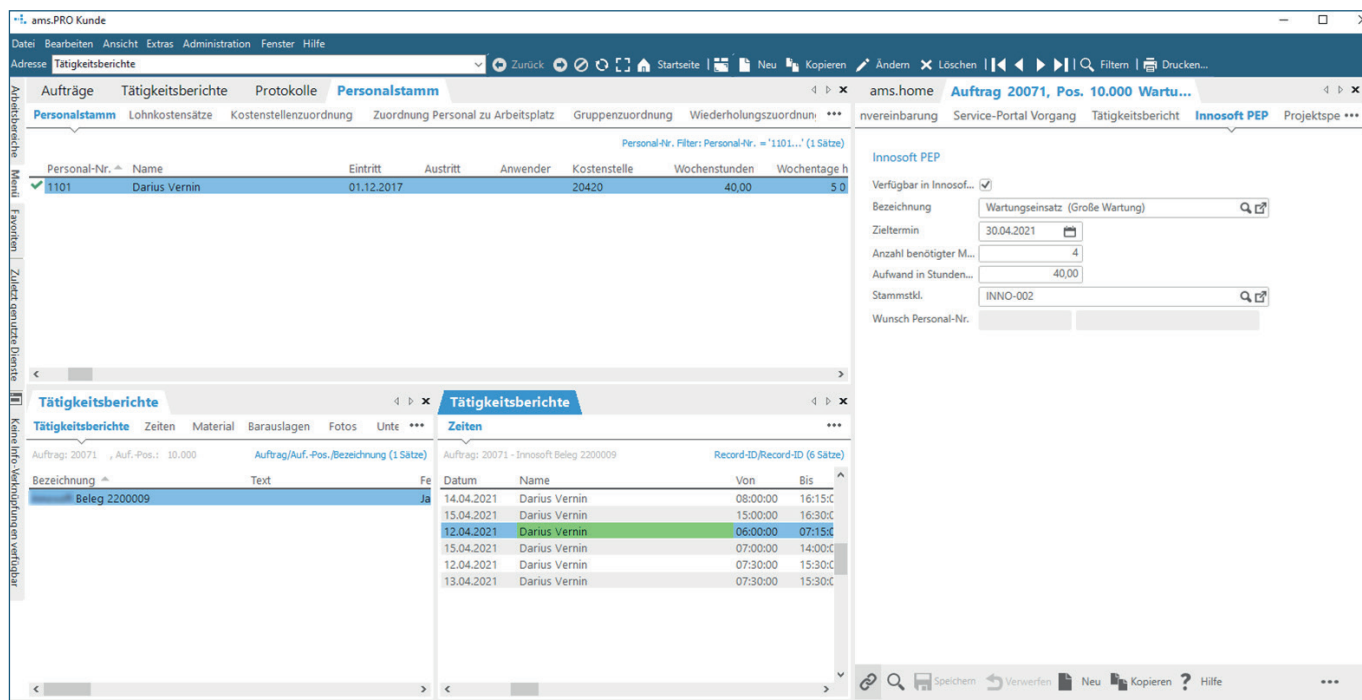 ams.PRO Kunde
Datei Bearbeiten Ansicht Extras Administration Fenster Hilfe
Adresse Tätigkeitsberichte Zurück Startseite Neu Kopieren Ändern Löschen Filtern Drucken...
Arbeitsbereiche
Menü
Favoriten
Zuletzt genutzte Dienste
Keine Info-Verknüpfungen verfügbar
Aufträge Tätigkeitsberichte Protokolle Personalstamm
Personalstamm Lohnkostensätze Kostenstellenzuordnung Zuordnung Personal zu Arbeitsplatz Gruppenzuordnung Wiederholungszuordnun
Personal-Nr. Filter: Personal-Nr. = '1101...' (1 Sätze)
Personal-Nr. Name Eintritt Austritt Anwender Kostenstelle Wochenstunden Wochentage h
1101 Darius Vernin 01.12.2017 20420 40,00 5 0
Tätigkeitsberichte
Tätigkeitsberichte Zeiten Material Barauslagen Fotos Unte
Auftrag: 20071 , Auf.-Pos.: 10.000 Auftrag/Auf.-Pos./Bezeichnung (1 Sätze)
Bezeichnung Text Fe
Beleg 2200009 Ja
Tätigkeitsberichte
Zeiten
Auftrag: 20071 - Innosoft Beleg 2200009 Record-ID/Record-ID (6 Sätze)
Datum Name Von Bis
14.04.2021 Darius Vernin 08:00:00 16:15:0
15.04.2021 Darius Vernin 15:00:00 16:30:0
12.04.2021 Darius Vernin 06:00:00 07:15:0
15.04.2021 Darius Vernin 07:00:00 14:00:0
12.04.2021 Darius Vernin 07:30:00 15:30:0
13.04.2021 Darius Vernin 07:30:00 15:30:0
ams.home Auftrag 20071, Pos. 10.000 Wartu...
nvereinbarung Service-Portal Vorgang Tätigkeitsbericht Innosoft PEP Projektspe
Innosoft PEP
Verfügbar in Innosof...
Bezeichnung Wartungseinsatz (Große Wartung)
Zieltermin 30.04.2021
Anzahl benötigter M... 4
Aufwand in Stunden... 40,00
Stammstkl. INNO-002
Wunsch Personal-Nr.
Speichern Verwerfen Neu Kopieren Hilfe